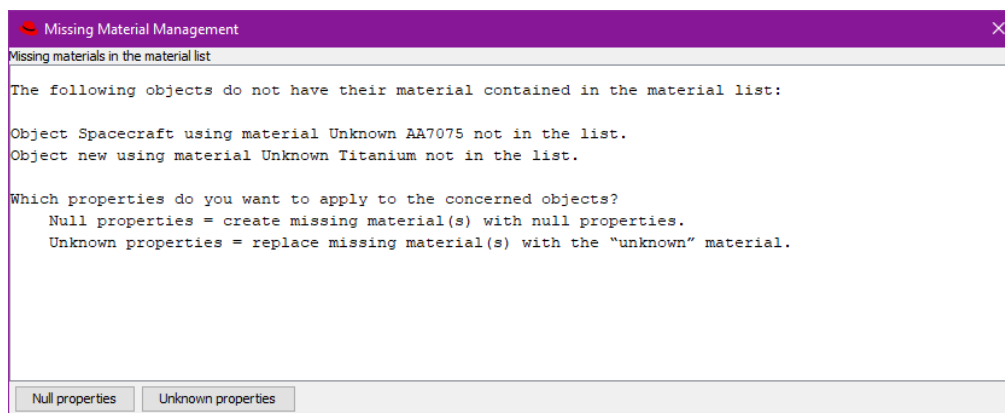 Missing Material Management
Missing materials in the material list
The following objects do not have their material contained in the material list:
Object Spacecraft using material Unknown AA7075 not in the list.
Object new using material Unknown Titanium not in the list.
Which properties do you want to apply to the concerned objects?
Null properties = create missing material(s) with null properties.
Unknown properties = replace missing material(s) with the “unknown” material.
Null properties Unknown properties